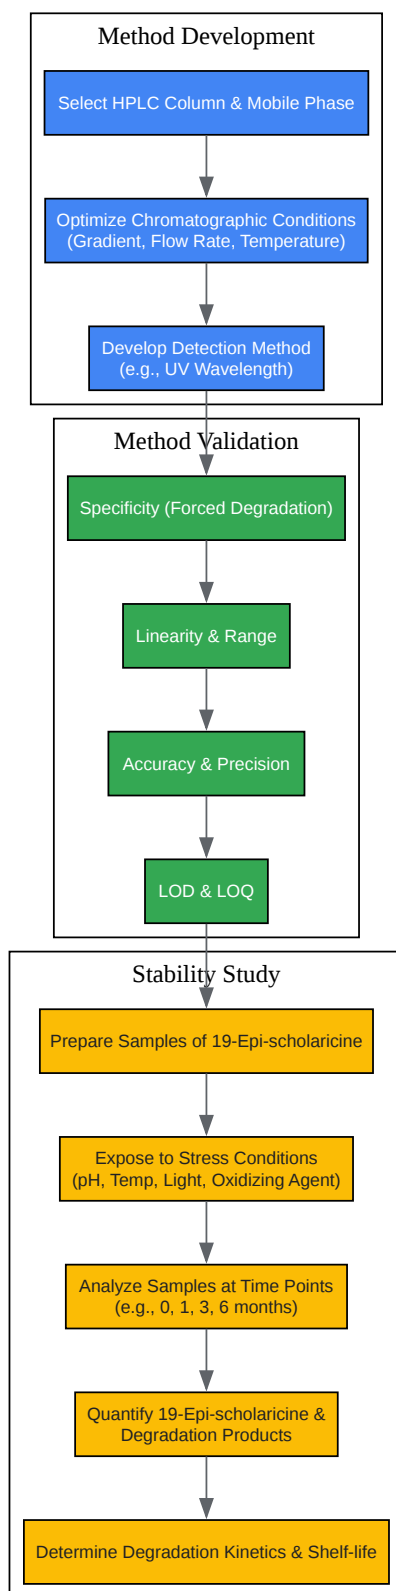 Method Development
Select HPLC Column & Mobile Phase
Optimize Chromatographic Conditions
(Gradient, Flow Rate, Temperature)
Develop Detection Method
(e.g., UV Wavelength)
Method Validation
Specificity (Forced Degradation)
Linearity & Range
Accuracy & Precision
LOD & LOQ
Stability Study
Prepare Samples of 19-Epi-scholaricine
Expose to Stress Conditions
(pH, Temp, Light, Oxidizing Agent)
Analyze Samples at Time Points
(e.g., 0, 1, 3, 6 months)
Quantify 19-Epi-scholaricine &
Degradation Products
Determine Degradation Kinetics & Shelf-life